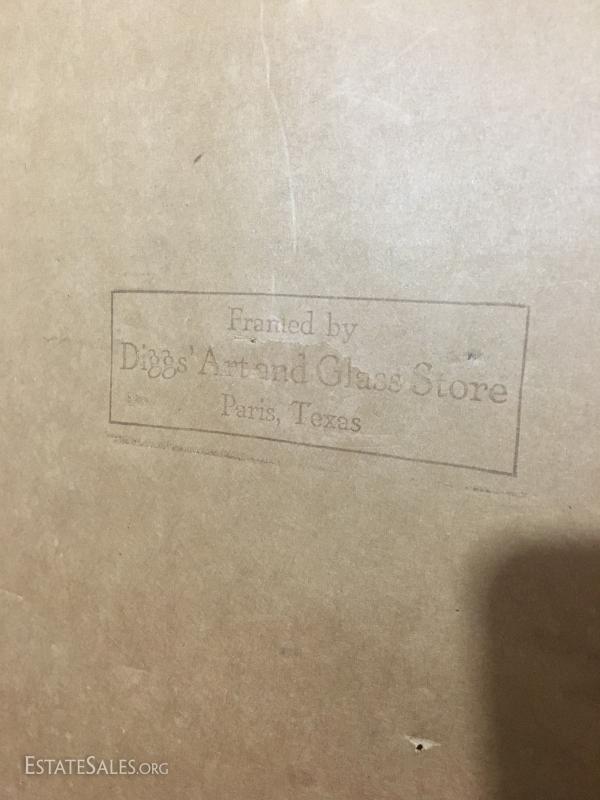 Framed by
Diggs' Art and Glass Store
Paris, Texas
EstateSales.org